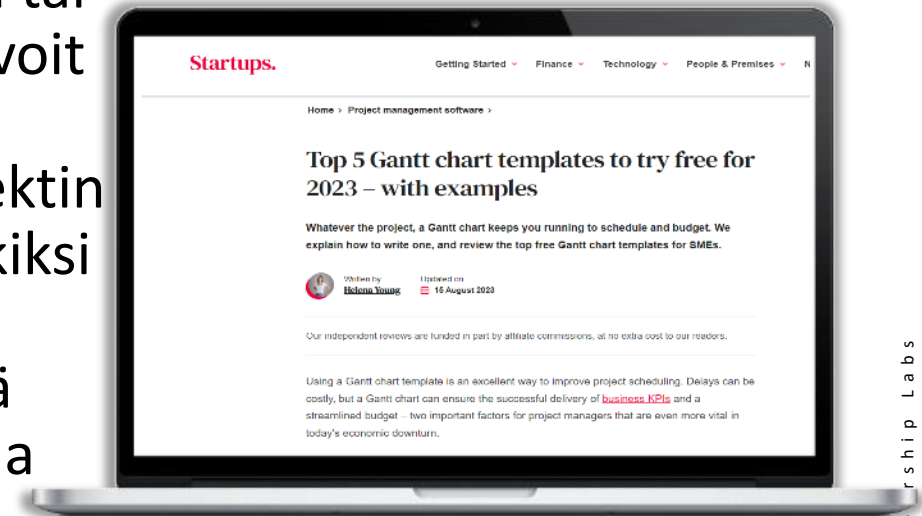 voit
ektin
kiksi
ä
a
Startups.
Getting Started
Finance
Technology
People & Premises
N
Home › Project management software ›
Top 5 Gantt chart templates to try free for
2023 – with examples
Whatever the project, a Gantt chart keeps you running to schedule and budget. We
explain how to write one, and review the top free Gantt chart templates for SMEs.
Written by
Helena Young
Updated on
15 August 2023
Our independent reviews are funded in part by affiliate commissions, at no extra cost to our readers.
Using a Gantt chart template is an excellent way to improve project scheduling. Delays can be
costly, but a Gantt chart can ensure the successful delivery of business KPIs and a
streamlined budget – two important factors for project managers that are even more vital in
today's economic downturn.
rship Labs